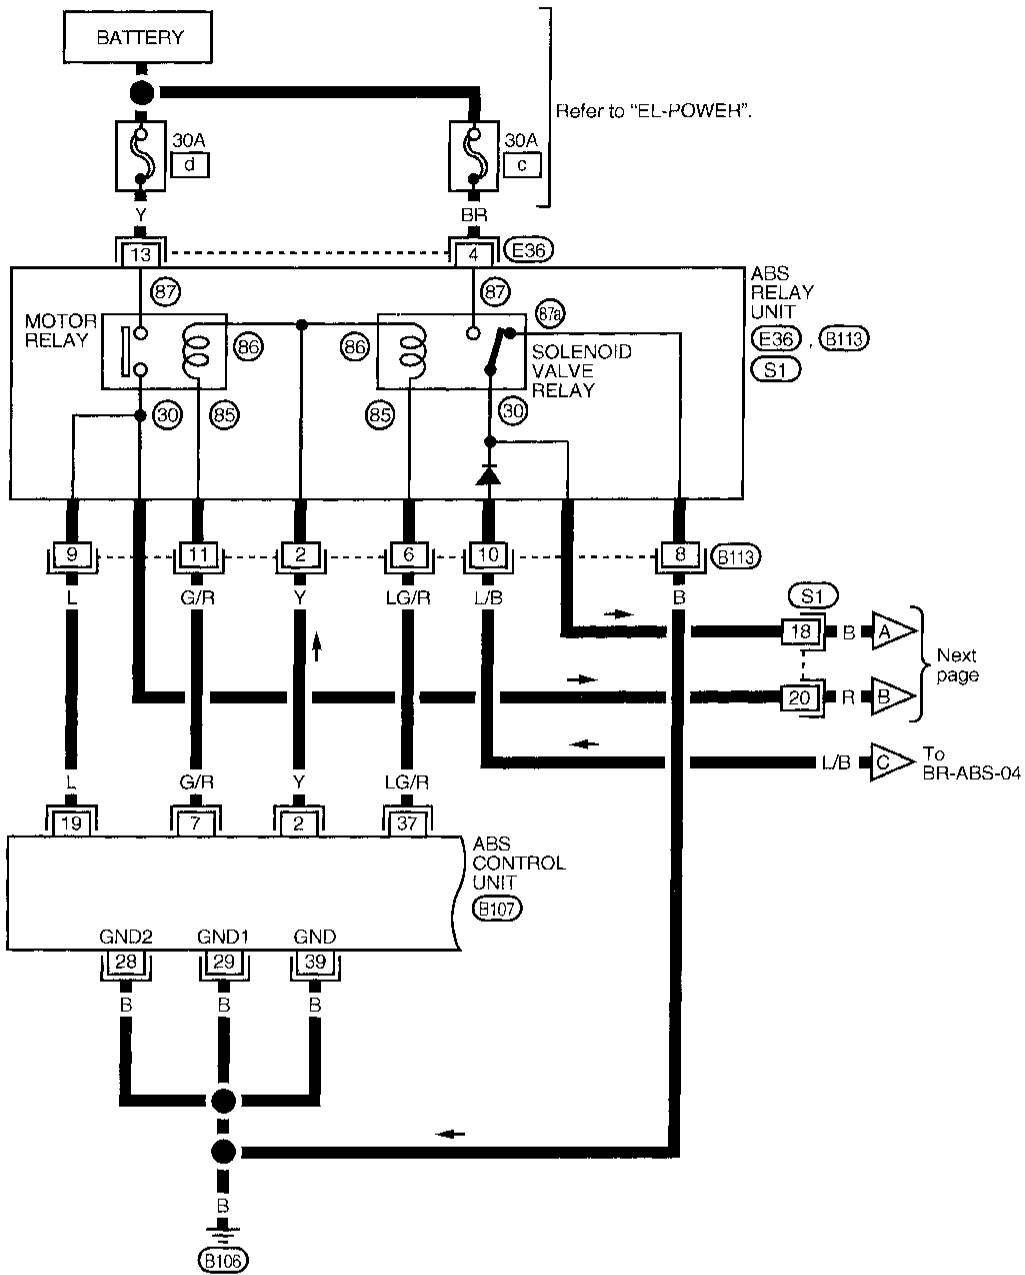 BATTERY
Refer to "EL-POWER".
30A
d
30A
c
Y
BR
13
4
E36
87
87
87a
ABS
RELAY
UNIT
E36 , B113
S1
MOTOR
RELAY
86
86
SOLENOID
VALVE
RELAY
30
85
85
30
9
11
2
6
10
8
B113
L
G/R
Y
LG/R
L/B
B
S1
18
B
A
Next
page
20
R
B
L/B
C
To
BR-ABS-04
L
G/R
Y
LG/R
19
7
2
37
ABS
CONTROL
UNIT
B107
GND2
GND1
GND
28
29
39
B
B
B
B
B106